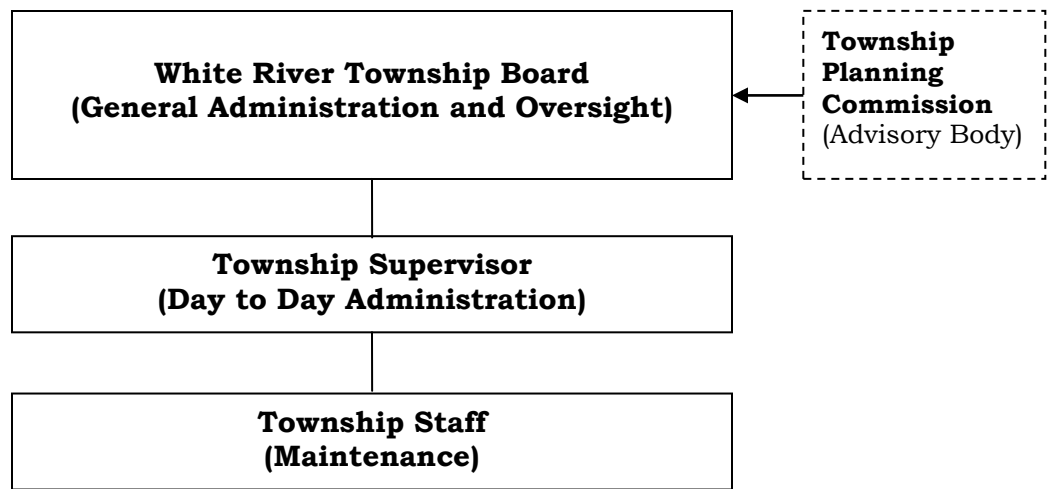 White River Township Board
(General Administration and Oversight)
Township
Planning
Commission
(Advisory Body)
Township Supervisor
(Day to Day Administration)
Township Staff
(Maintenance)